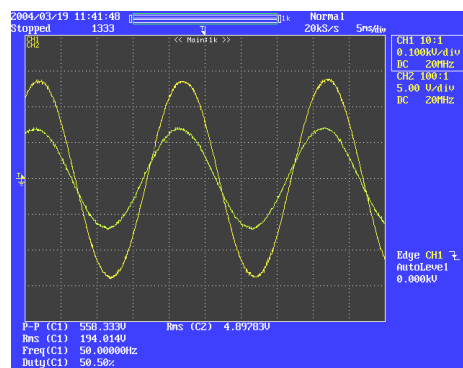 2004/03/19 11:41:48
Stopped 1333
1k
Normal
20kS/s 5ms/div
CH1
CH2
<< Main:1k >>
CH1 10:1
0.100kV/div
DC 20MHz
CH2 100:1
5.00 V/div
DC 20MHz
T
Edge CH1
AutoLevel
0.000kV
P-P (C1) 558.333V
Rms (C2) 4.89783V
Rms (C1) 194.014V
Freq(C1) 50.00000Hz
Duty(C1) 50.50%